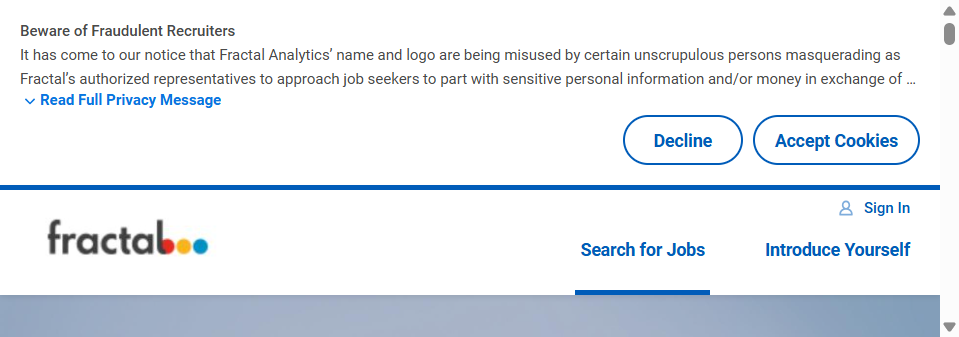 Beware of Fraudulent Recruiters
It has come to our notice that Fractal Analytics’ name and logo are being misused by certain unscrupulous persons masquerading as
Fractal’s authorized representatives to approach job seekers to part with sensitive personal information and/or money in exchange of ...
Read Full Privacy Message
Decline
Accept Cookies
Sign In
fractal
Search for Jobs
Introduce Yourself